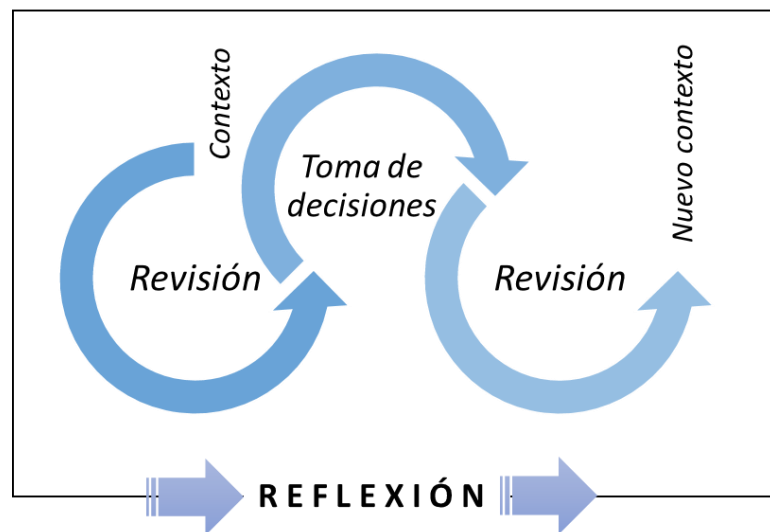 Contexto
Toma de
decisiones
Nuevo contexto
Revisión
Revisión
REFLEXIÓN